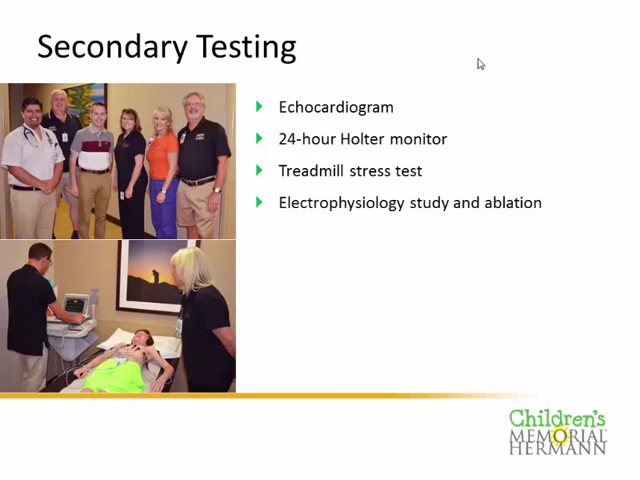 Secondary Testing
Echocardiogram
24-hour Holter monitor
Treadmill stress test
Electrophysiology study and ablation
Children's
MEMORIAL
HERMANN